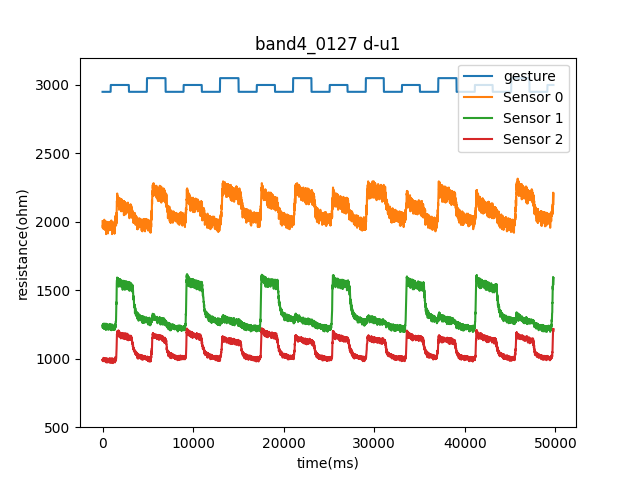 band4_0127 d-u1
resistance(ohm)
3000
2500
2000
1500
1000
500
gesture
Sensor 0
Sensor 1
Sensor 2
0 10000 20000 30000 40000 50000
time(ms)